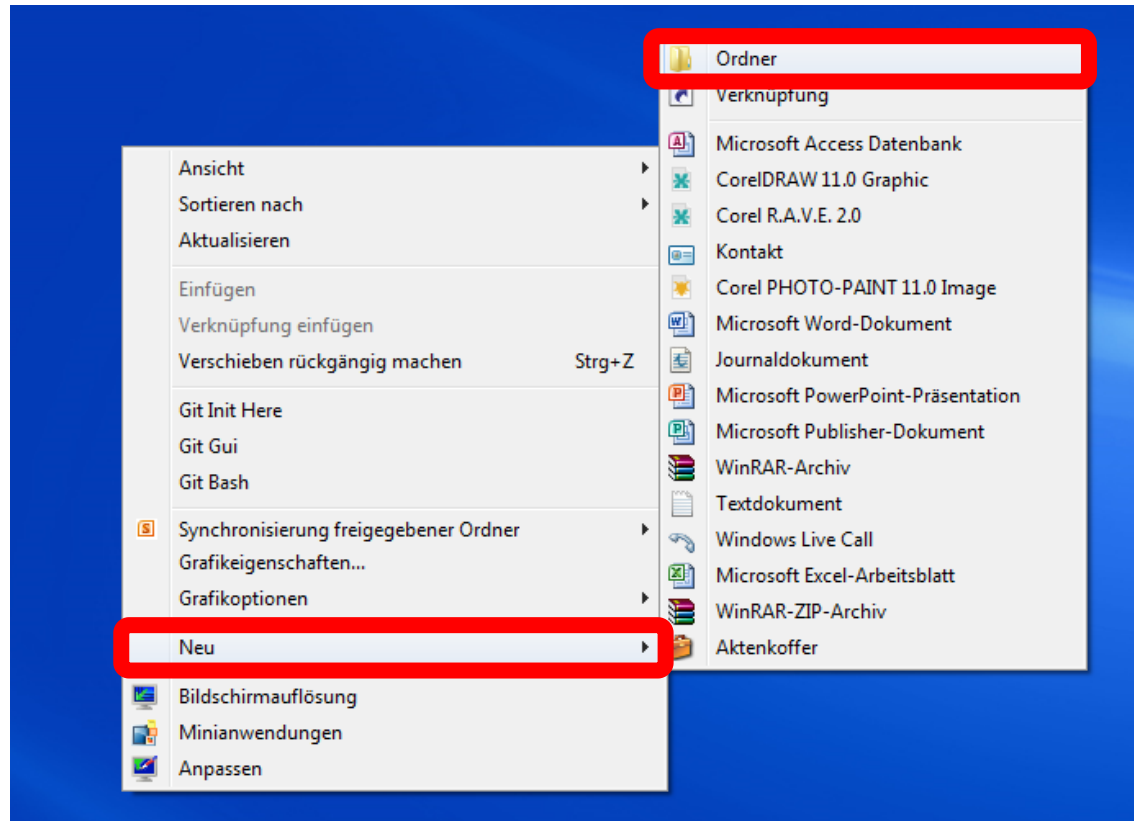 Ansicht
Sortieren nach
Aktualisieren
Einfügen
Verknüpfung einfügen
Verschieben rückgängig machen Strg+Z
Git Init Here
Git Gui
Git Bash
Synchronisierung freigegebener Ordner
Grafikeigenschaften...
Grafikoptionen
Neu
Bildschirmauflösung
Minianwendungen
Anpassen
Ordner
Verknüpfung
Microsoft Access Datenbank
CorelDRAW 11.0 Graphic
Corel R.A.V.E. 2.0
Kontakt
Corel PHOTO-PAINT 11.0 Image
Microsoft Word-Dokument
Journaldokument
Microsoft PowerPoint-Präsentation
Microsoft Publisher-Dokument
WinRAR-Archiv
Textdokument
Windows Live Call
Microsoft Excel-Arbeitsblatt
WinRAR-ZIP-Archiv
Aktenkoffer